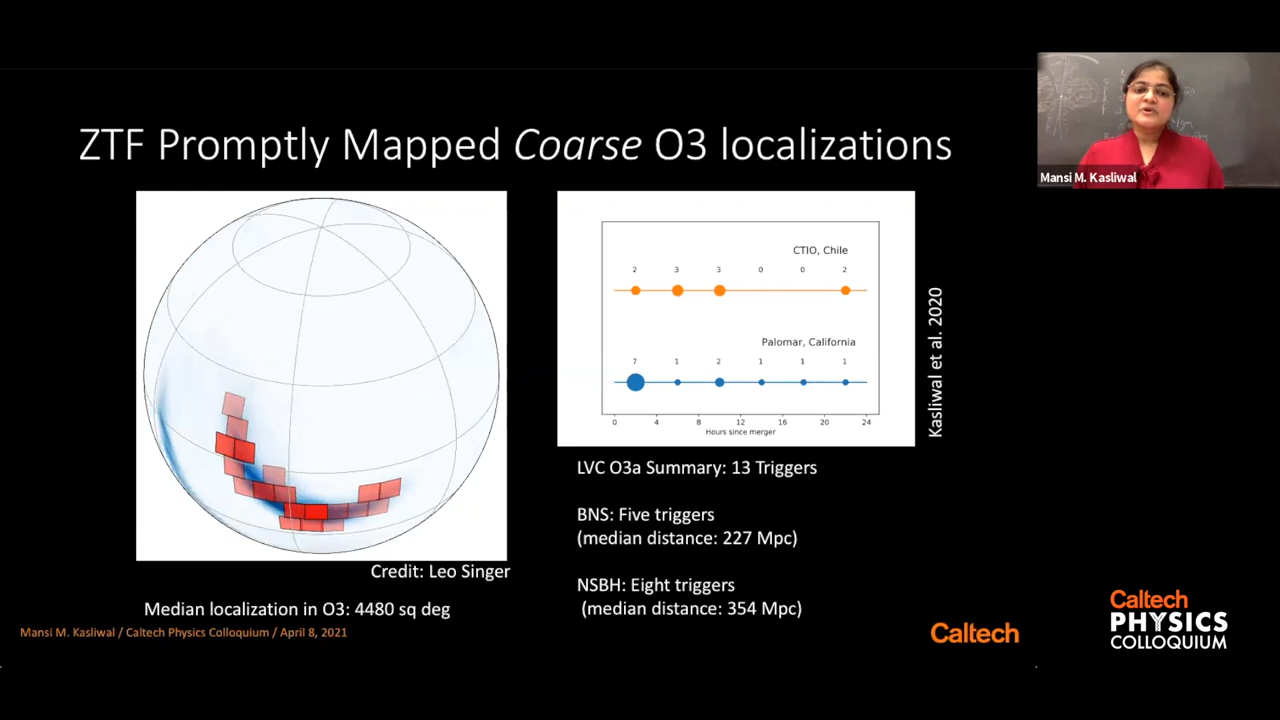 ZTF Promptly Mapped Coarse O3 localizations
Mansi M. Kasliwal
CTIO, Chile
2 3 3 0 0 2
Palomar, California
7 1 2 1 1 1
0 4 8 12 16 20 24
Hours since merger
Kasliwal et al. 2020
Credit: Leo Singer
Median localization in O3: 4480 sq deg
LVC O3a Summary: 13 Triggers
BNS: Five triggers
(median distance: 227 Mpc)
NSBH: Eight triggers
(median distance: 354 Mpc)
Mansi M. Kasliwal / Caltech Physics Colloquium / April 8, 2021
Caltech
Caltech
PHYSICS
COLLOQUIUM